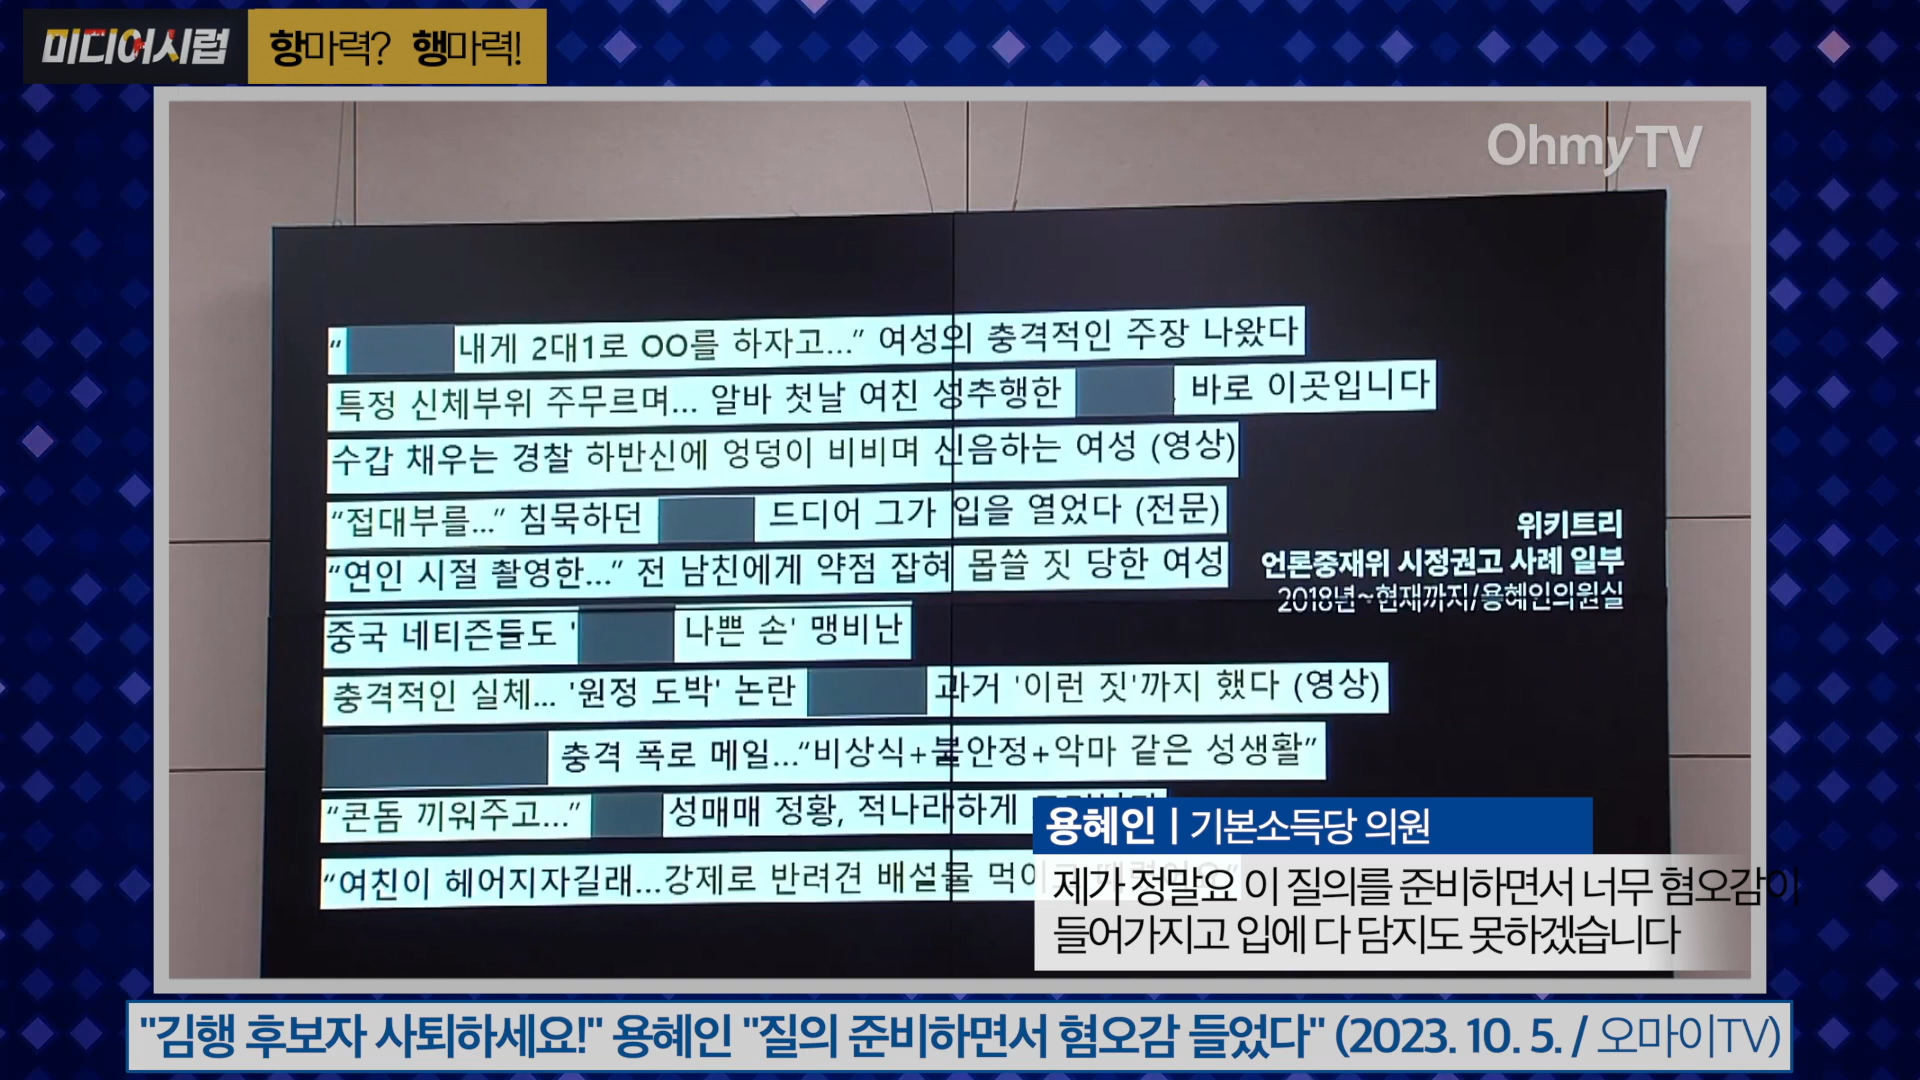 미디어시럽 항마력? 행마력!
OhmyTV
“ 내게 2대1로 OO를 하자고...” 여성의 충격적인 주장 나왔다
특정 신체부위 주무르며... 알바 첫날 여친 성추행한 바로 이곳입니다
수갑 채우는 경찰 하반신에 엉덩이 비비며 신음하는 여성 (영상)
“접대부를...” 침묵하던 드디어 그가 입을 열었다 (전문)
“연인 시절 촬영한...” 전 남친에게 약점 잡혀 몹쓸 짓 당한 여성
중국 네티즌들도 ' 나쁜 손' 맹비난
충격적인 실체... '원정 도박' 논란 과거 '이런 짓'까지 했다 (영상)
충격 폭로 메일...“비상식+불안정+악마 같은 성생활”
“콘돔 끼워주고...” 성매매 정황, 적나라하게
“여친이 헤어지자길래...강제로 반려견 배설물
위키트리
언론중재위 시정권고 사례 일부
2018년~현재까지/용혜인의원실
용혜인 | 기본소득당 의원
제가 정말요 이 질의를 준비하면서 너무 혐오감이
들어가지고 입에 다 담지도 못하겠습니다
"김행 후보자 사퇴하세요!" 용혜인 "질의 준비하면서 혐오감 들었다" (2023. 10. 5. / 오마이TV)